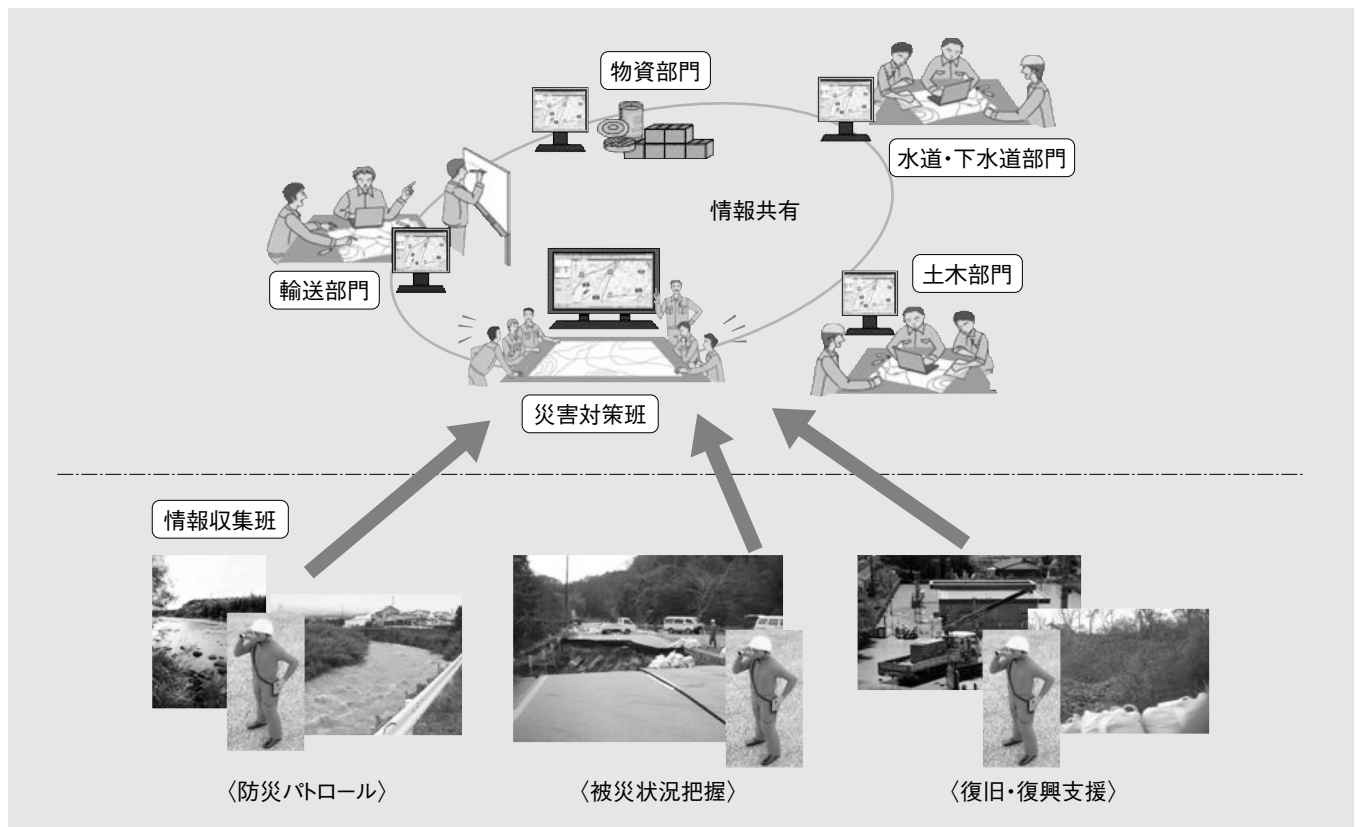 物資部門
水道・下水道部門
情報共有
輸送部門
土木部門
災害対策班
情報収集班
〈防災パトロール〉
〈被災状況把握〉
〈復旧・復興支援〉